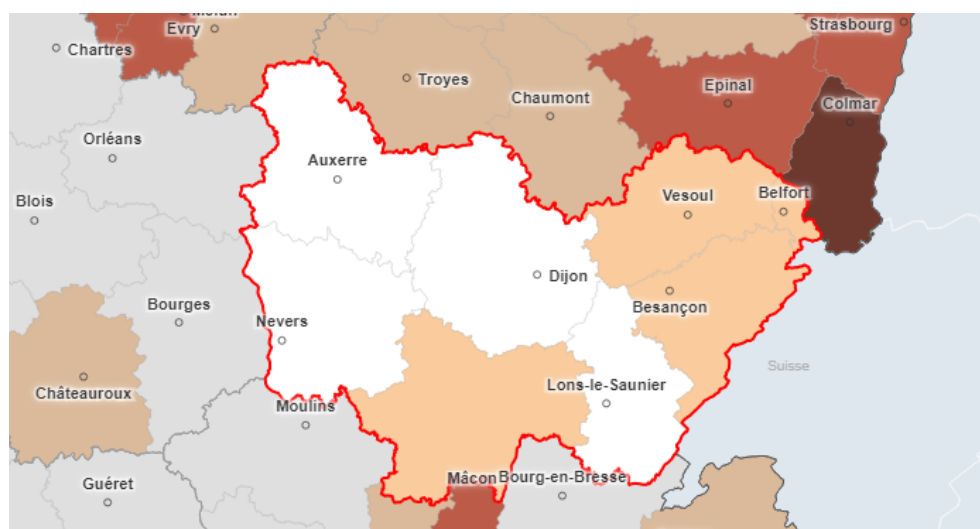 Melun
Evry
Strasbourg
Chartres
Troyes
Epinal
Chaumont
Colmar
Orléans
Auxerre
Vesoul
Belfort
Blois
Dijon
Bourges
Besançon
Nevers
Suisse
Châteauroux
Lons-le-Saunier
Moulins
Mâcon
Bourg-en-Bresse
Guéret